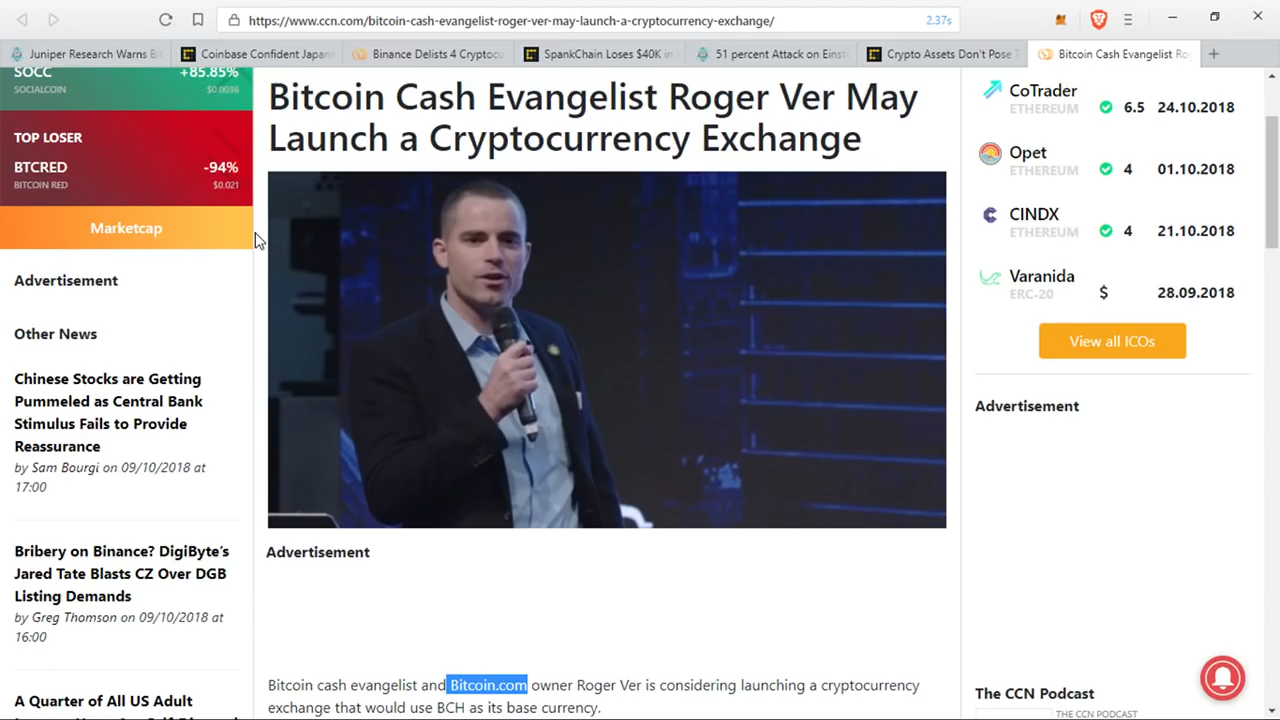 https://www.ccn.com/bitcoin-cash-evangelist-roger-ver-may-launch-a-cryptocurrency-exchange/
2.37s
Juniper Research Warns Bi
Coinbase Confident Japane
Binance Delists 4 Cryptocu
SpankChain Loses $40K in
51 percent Attack on Einst
Crypto Assets Don't Pose T
Bitcoin Cash Evangelist Ro
SOCC
+85.85%
SOCIALCOIN
$0.0036
TOP LOSER
BTCRED
-94%
BITCOIN RED
$0.021
Marketcap
Advertisement
Other News
Chinese Stocks are Getting
Pummeled as Central Bank
Stimulus Fails to Provide
Reassurance
by Sam Bourgi on 09/10/2018 at
17:00
Bribery on Binance? DigiByte’s
Jared Tate Blasts CZ Over DGB
Listing Demands
by Greg Thomson on 09/10/2018 at
16:00
A Quarter of All US Adult
Bitcoin Cash Evangelist Roger Ver May
Launch a Cryptocurrency Exchange
Advertisement
Bitcoin cash evangelist and Bitcoin.com owner Roger Ver is considering launching a cryptocurrency
exchange that would use BCH as its base currency.
CoTrader
ETHEREUM
6.5
24.10.2018
Opet
ETHEREUM
4
01.10.2018
CINDX
ETHEREUM
4
21.10.2018
Varanida
ERC-20
$
28.09.2018
View all ICOs
Advertisement
The CCN Podcast
THE CCN PODCAST